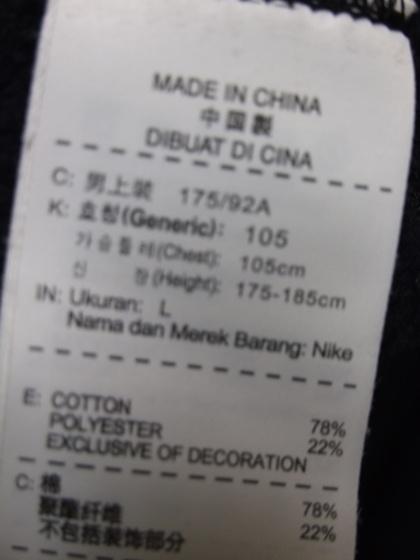 MADE IN CHINA
中国製
DIBUAT DI CINA
C: 男上装 175/92A
K: 호칭(Generic): 105
가슴둘레(Chest): 105cm
신 장(Height): 175-185cm
IN: Ukuran: L
Nama dan Merek Barang: Nike
E: COTTON 78%
POLYESTER 22%
EXCLUSIVE OF DECORATION
C: 棉 78%
聚酯纤维 22%
不包括装饰部分